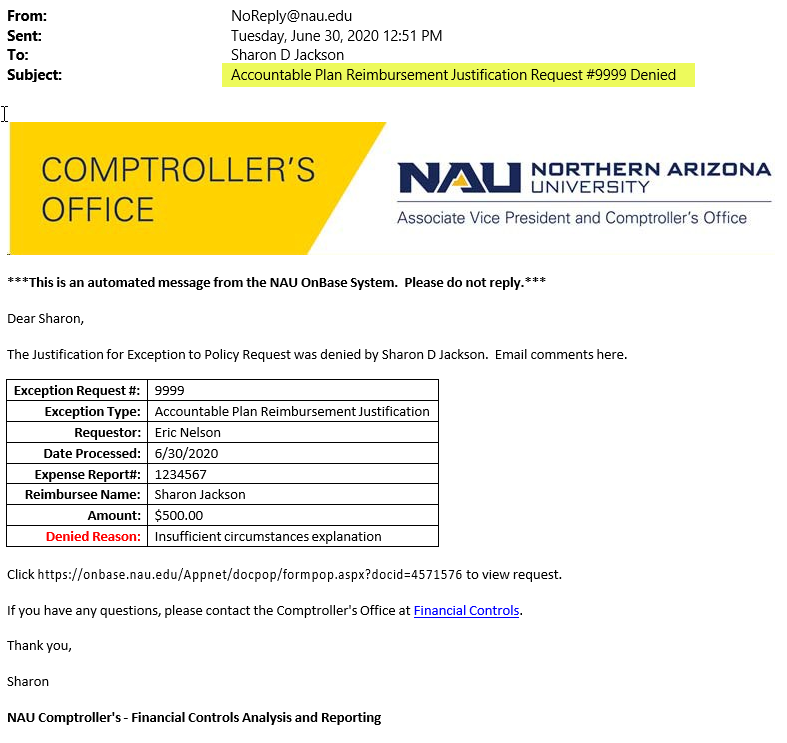 From: NoReply@nau.edu
Sent: Tuesday, June 30, 2020 12:51 PM
To: Sharon D Jackson
Subject: Accountable Plan Reimbursement Justification Request #9999 Denied
COMPTROLLER'S
OFFICE
NAU NORTHERN ARIZONA
UNIVERSITY
Associate Vice President and Comptroller's Office
***This is an automated message from the NAU OnBase System.  Please do not reply.***
Dear Sharon,
The Justification for Exception to Policy Request was denied by Sharon D Jackson.  Email comments here.
Exception Request #: 9999
Exception Type: Accountable Plan Reimbursement Justification
Requestor: Eric Nelson
Date Processed: 6/30/2020
Expense Report#: 1234567
Reimbursee Name: Sharon Jackson
Amount: $500.00
Denied Reason: Insufficient circumstances explanation
Click https://onbase.nau.edu/Appnet/docpop/formpop.aspx?docid=4571576 to view request.
If you have any questions, please contact the Comptroller's Office at Financial Controls.
Thank you,
Sharon
NAU Comptroller's - Financial Controls Analysis and Reporting